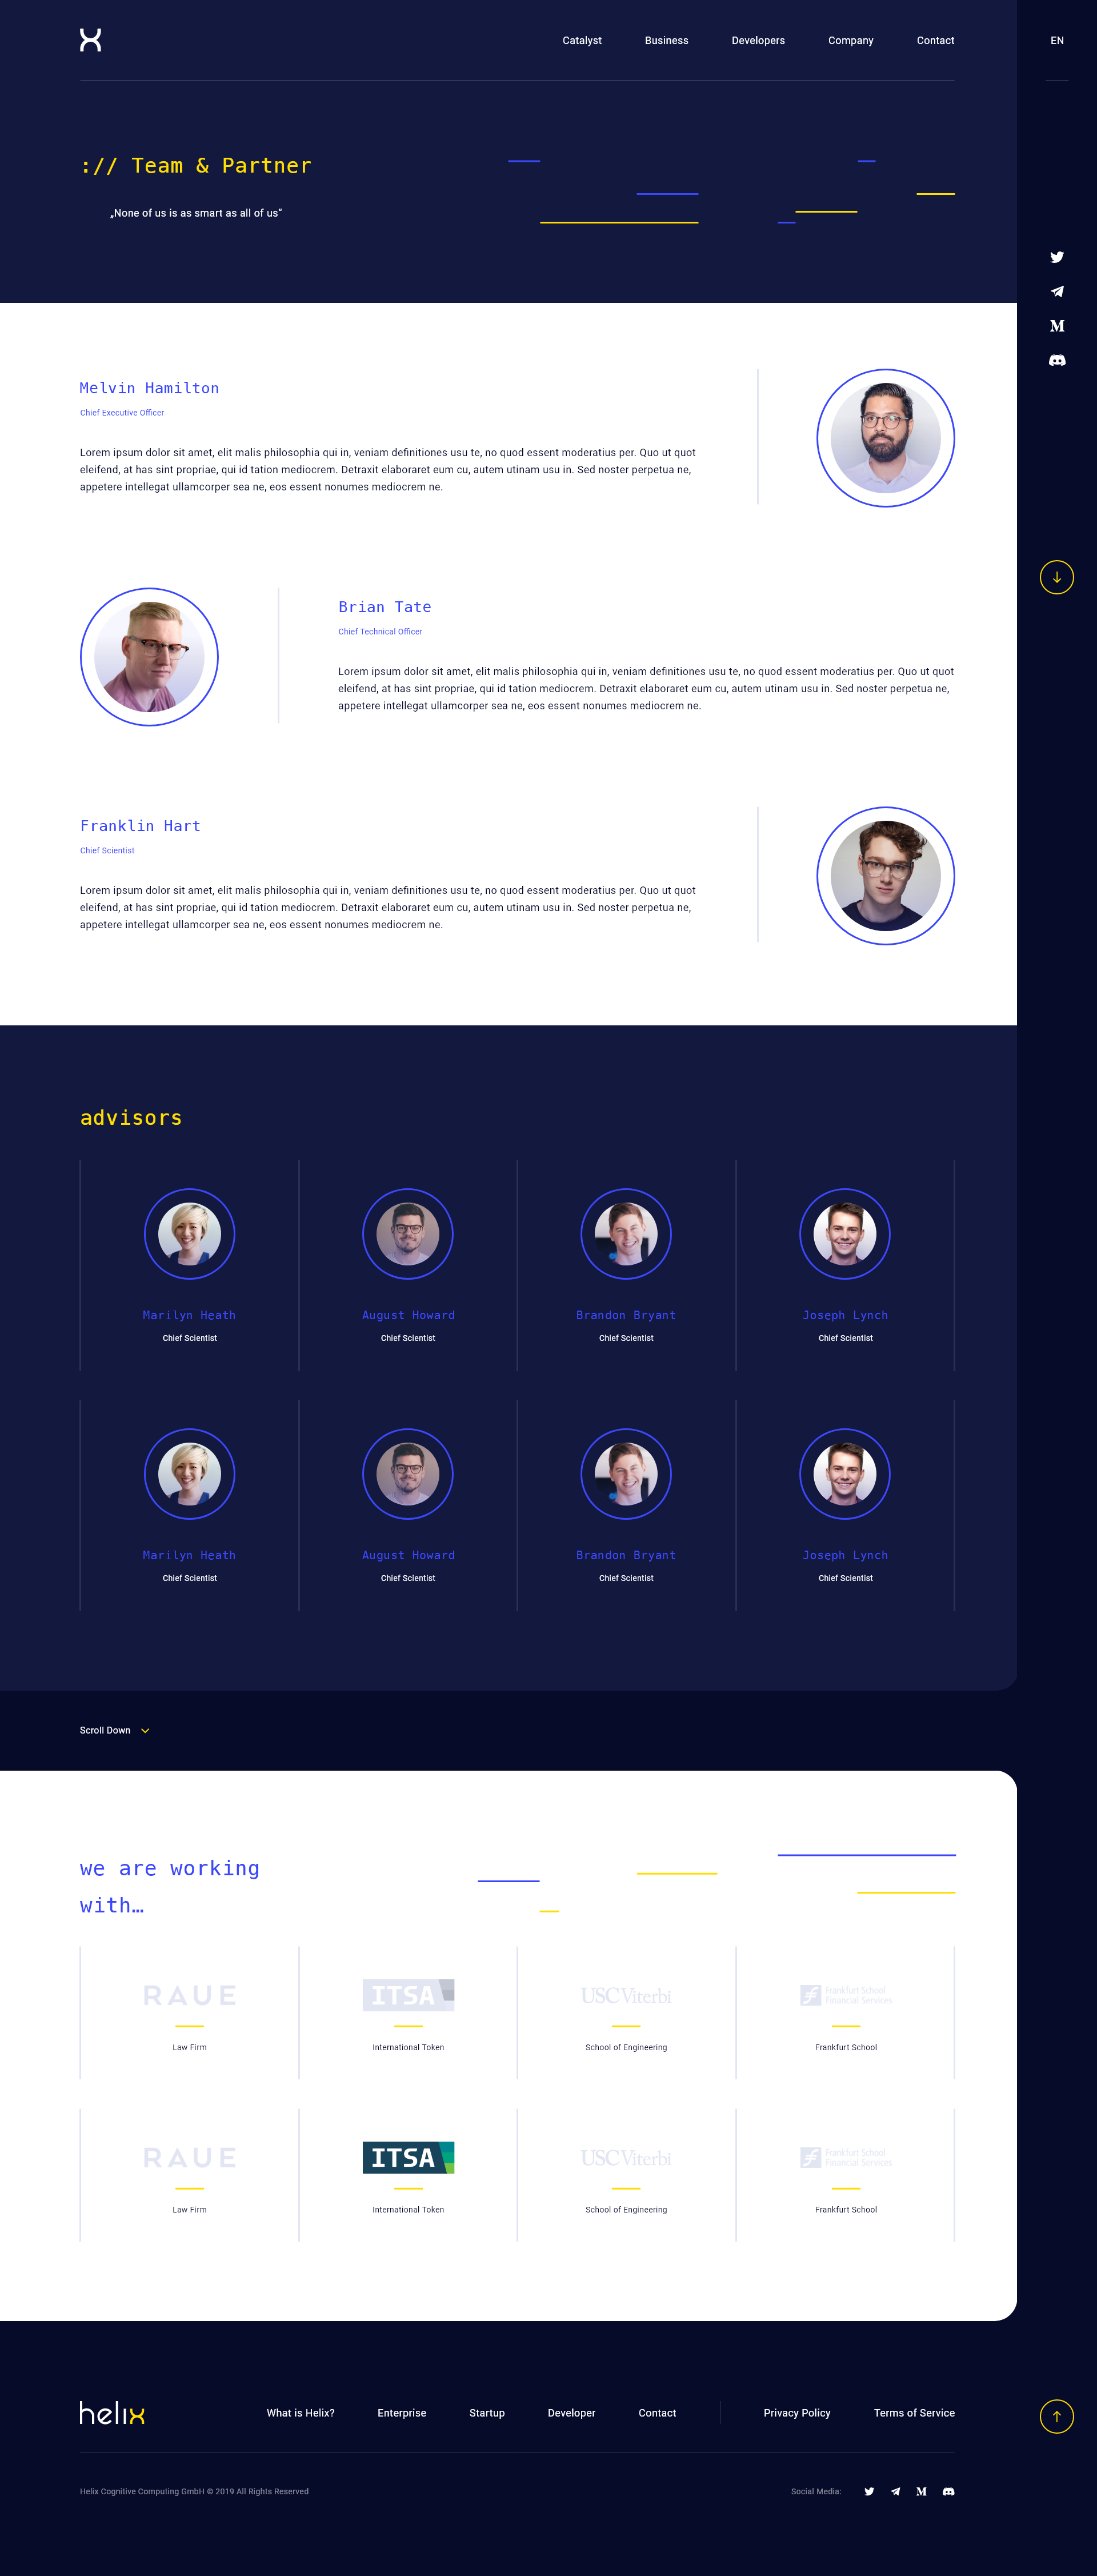 Catalyst
Business
Developers
Company
Contact
EN
:// Team & Partner
„None of us is as smart as all of us“
Melvin Hamilton
Chief Executive Officer
Lorem ipsum dolor sit amet, elit malis philosophia qui in, veniam definitiones usu te, no quod essent moderatius per. Quo ut quot
eleifend, at has sint propriae, qui id tation mediocrem. Detraxit elaboraret eum cu, autem utinam usu in. Sed noster perpetua ne,
appetere intellegat ullamcorper sea ne, eos essent nonumes mediocrem ne.
Brian Tate
Chief Technical Officer
Lorem ipsum dolor sit amet, elit malis philosophia qui in, veniam definitiones usu te, no quod essent moderatius per. Quo ut quot
eleifend, at has sint propriae, qui id tation mediocrem. Detraxit elaboraret eum cu, autem utinam usu in. Sed noster perpetua ne,
appetere intellegat ullamcorper sea ne, eos essent nonumes mediocrem ne.
Franklin Hart
Chief Scientist
Lorem ipsum dolor sit amet, elit malis philosophia qui in, veniam definitiones usu te, no quod essent moderatius per. Quo ut quot
eleifend, at has sint propriae, qui id tation mediocrem. Detraxit elaboraret eum cu, autem utinam usu in. Sed noster perpetua ne,
appetere intellegat ullamcorper sea ne, eos essent nonumes mediocrem ne.
advisors
Marilyn Heath
Chief Scientist
August Howard
Chief Scientist
Brandon Bryant
Chief Scientist
Joseph Lynch
Chief Scientist
Marilyn Heath
Chief Scientist
August Howard
Chief Scientist
Brandon Bryant
Chief Scientist
Joseph Lynch
Chief Scientist
Scroll Down
we are working
with…
RAUE
Law Firm
ITSA
International Token
USC Viterbi
School of Engineering
Frankfurt School
Financial Services
Frankfurt School
RAUE
Law Firm
ITSA
International Token
USC Viterbi
School of Engineering
Frankfurt School
Financial Services
Frankfurt School
helix
What is Helix?
Enterprise
Startup
Developer
Contact
Privacy Policy
Terms of Service
Helix Cognitive Computing GmbH © 2019 All Rights Reserved
Social Media: